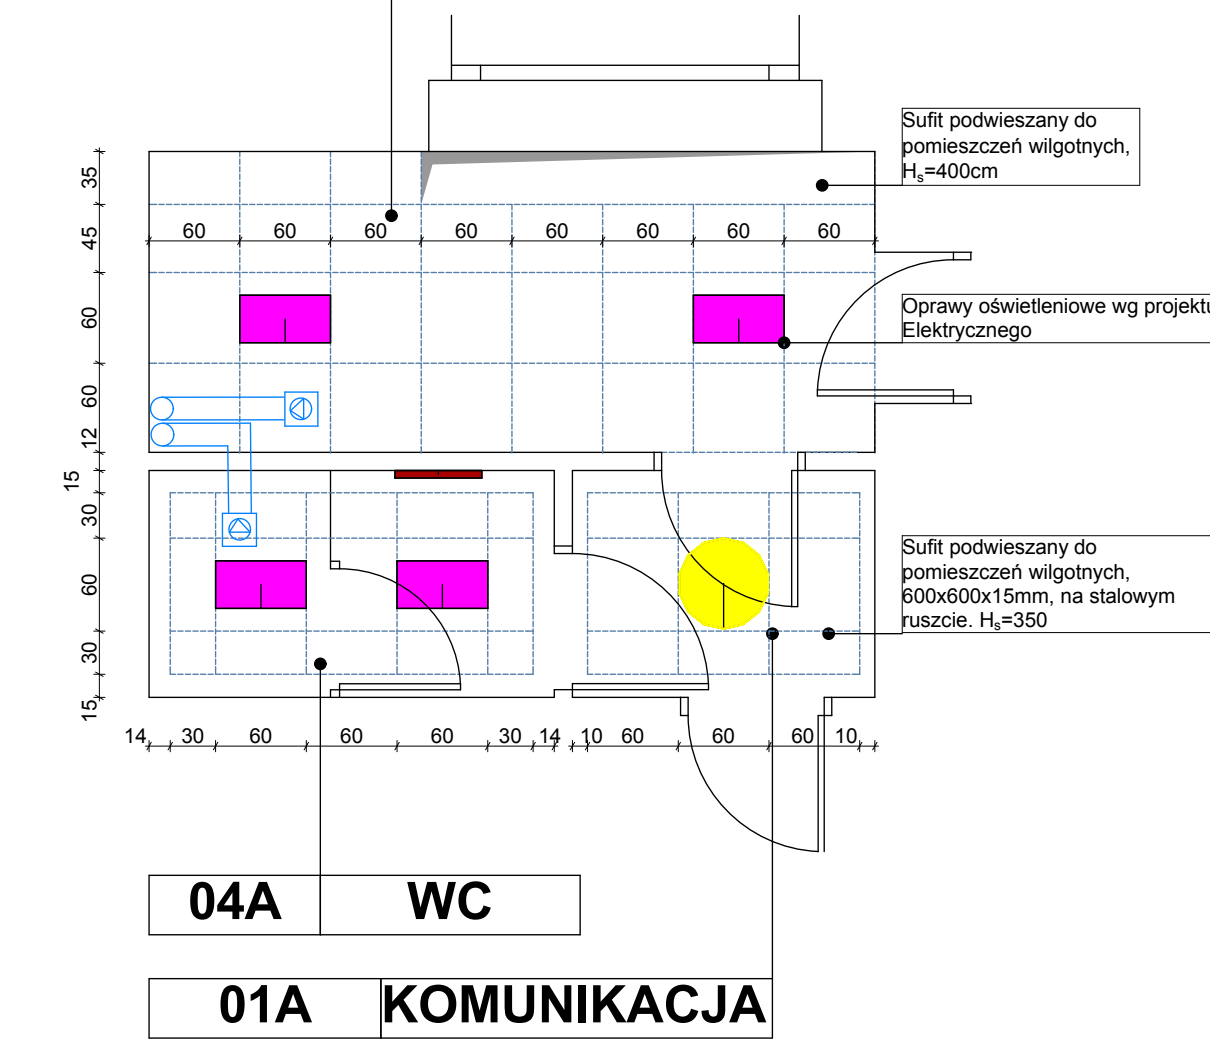 Sufit podwieszany do
pomieszczeń wilgotnych,
Hs=400cm
35
60 60 60 60 60 60 60 60
45
Oprawy oświetleniowe wg projektu
Elektrycznego
60
60
12
15
30
Sufit podwieszany do
pomieszczeń wilgotnych,
600x600x15mm, na stalowym
ruszcie. Hs=350
60
30
15
14 30 60 60 60 30 14 10 60 60 60 10
04A WC
01A KOMUNIKACJA